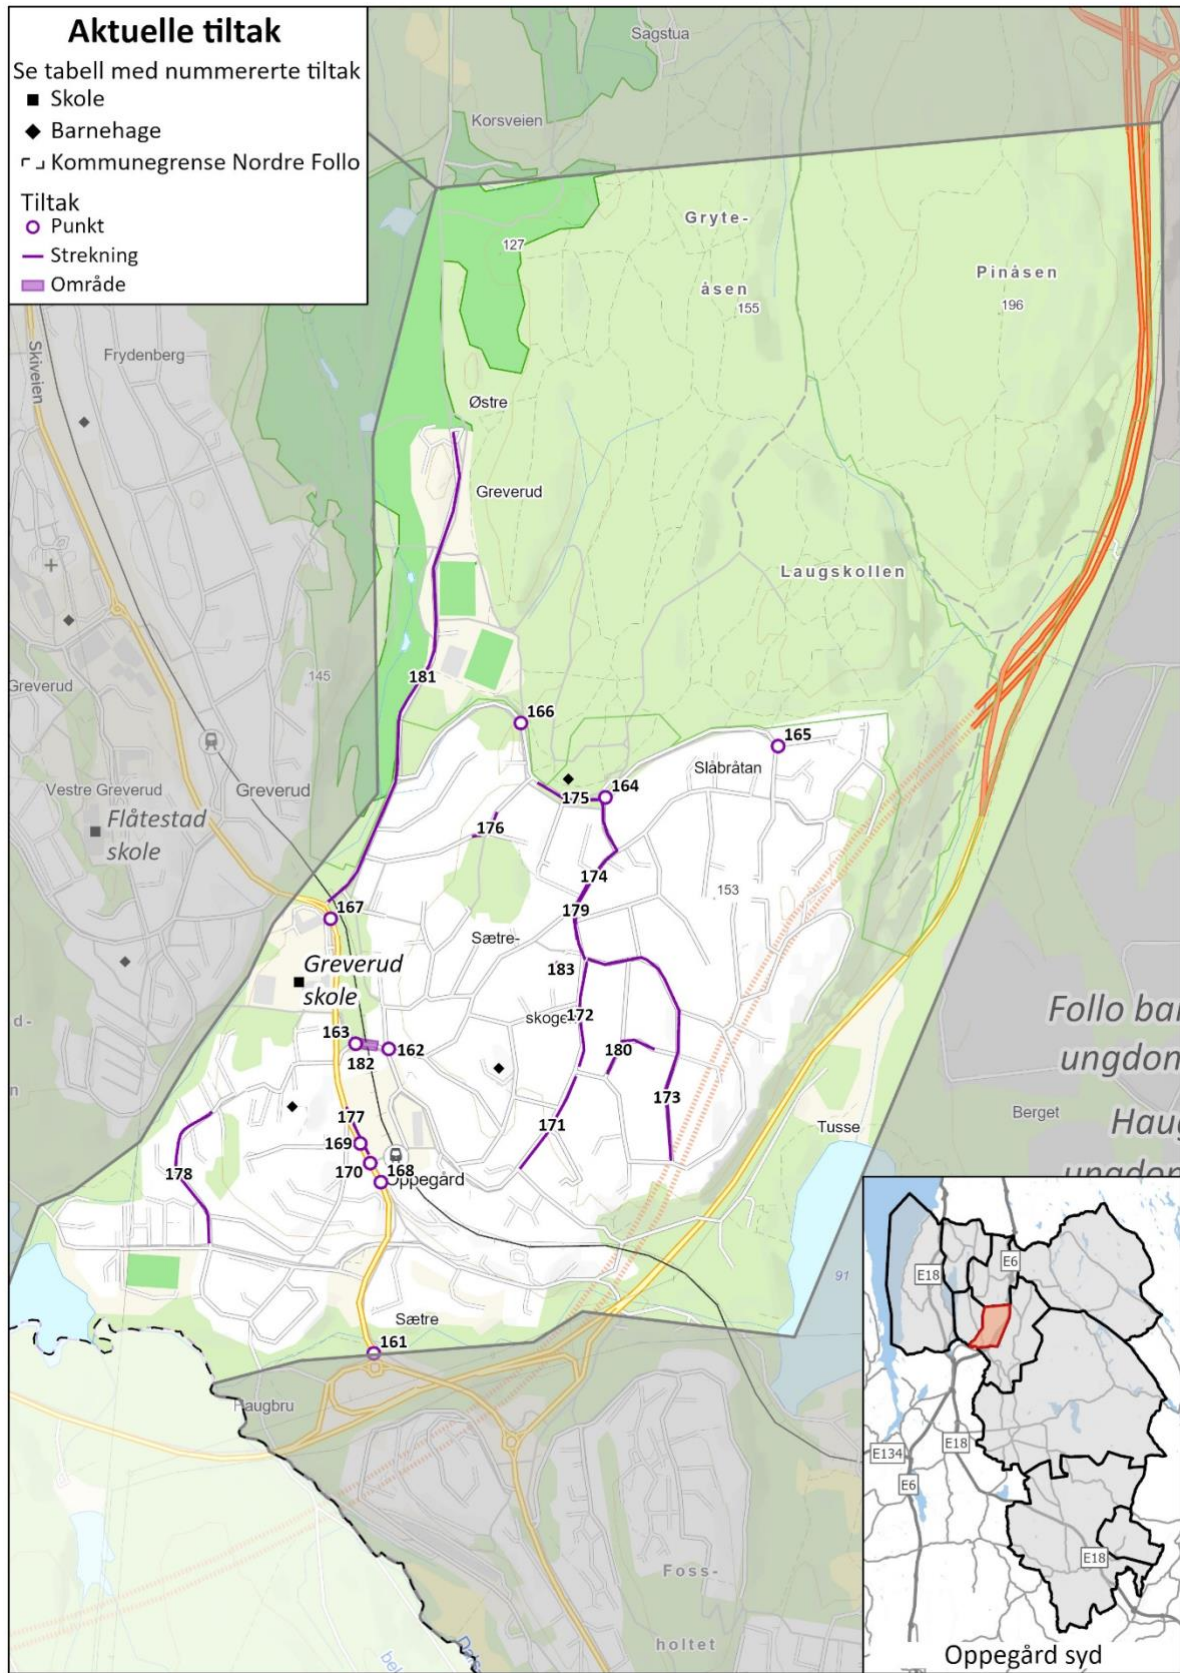 Aktuelle tiltak
Se tabell med nummererte tiltak
Skole
Barnehage
Kommunegrense Nordre Follo
Tiltak
Punkt
Strekning
Område
Sagstua
Korsveien
127
Gryte-
åsen
155
Pinåsen
196
Skiveien
Frydenberg
Østre
Greverud
Laugskollen
145
181
166
165
Greverud
Slåbråtan
164
175
Vestre Greverud
Greverud
Flåtestad
skole
176
174
153
179
167
Sætre-
183
Greverud
skole
skoge
172
Follo bar
ungdom
d-
163
162
182
180
n
173
Berget
Haug
ungdom
177
171
Tusse
169
178
170
168
Oppegård
91
Sætre
161
Haugbru
Foss-
holtet
E18
E6
E134
E18
E6
E18
Oppegård syd